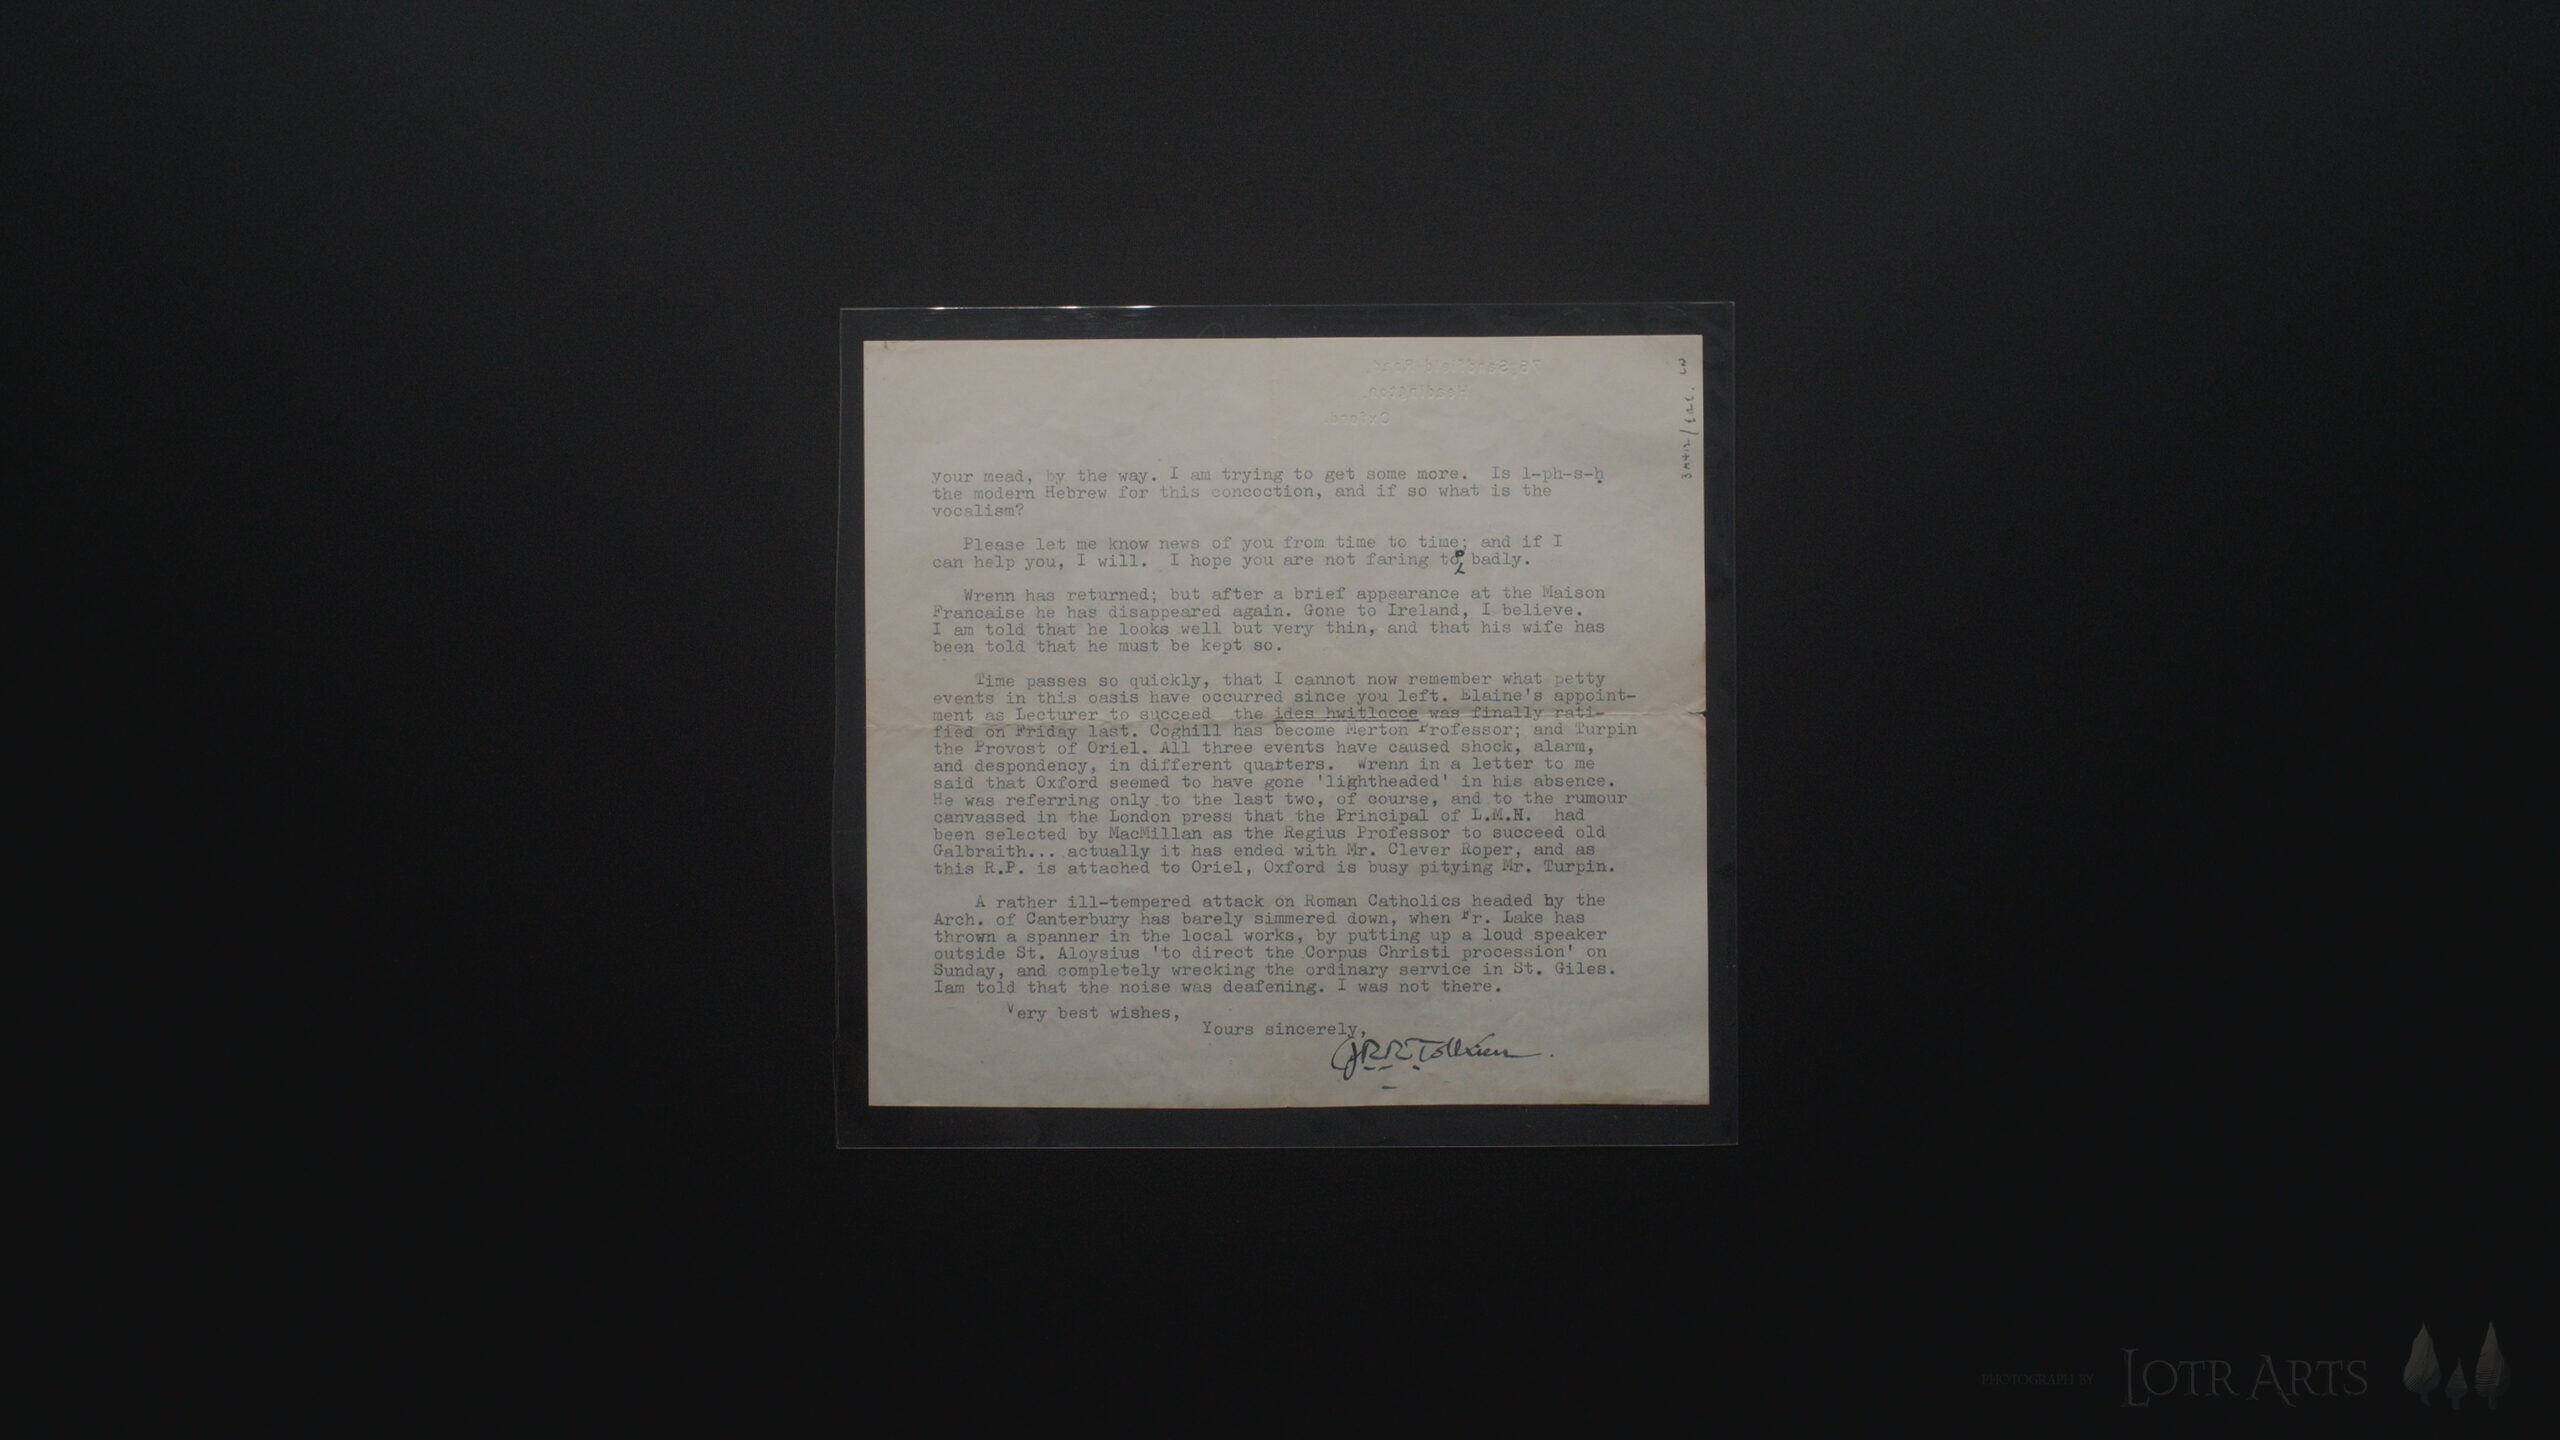 76, Sandfield Road,
Headington.
Oxford.
3
your mead, by the way. I am trying to get some more. Is l-ph-s-ḥ
the modern Hebrew for this concoction, and if so what is the
vocalism?
Please let me know news of you from time to time; and if I
can help you, I will. I hope you are not faring too badly.
Wrenn has returned; but after a brief appearance at the Maison
Francaise he has disappeared again. Gone to Ireland, I believe.
I am told that he looks well but very thin, and that his wife has
been told that he must be kept so.
Time passes so quickly, that I cannot now remember what petty
events in this oasis have occurred since you left. Elaine's appoint-
ment as Lecturer to succeed the ides hwitlocce was finally rati-
fied on Friday last. Coghill has become Merton Professor; and Turpin
the Provost of Oriel. All three events have caused shock, alarm,
and despondency, in different quarters. Wrenn in a letter to me
said that Oxford seemed to have gone 'lightheaded' in his absence.
He was referring only to the last two, of course, and to the rumour
canvassed in the London press that the Principal of L.M.H. had
been selected by MacMillan as the Regius Professor to succeed old
Galbraith... actually it has ended with Mr. Clever Roper, and as
this R.P. is attached to Oriel, Oxford is busy pitying Mr. Turpin.
A rather ill-tempered attack on Roman Catholics headed by the
Arch. of Canterbury has barely simmered down, when Fr. Lake has
thrown a spanner in the local works, by putting up a loud speaker
outside St. Aloysius 'to direct the Corpus Christi procession' on
Sunday, and completely wrecking the ordinary service in St. Giles.
Iam told that the noise was deafening. I was not there.
Very best wishes,
Yours sincerely,
JRRTolkien.
PHOTOGRAPH BY LOTR ARTS